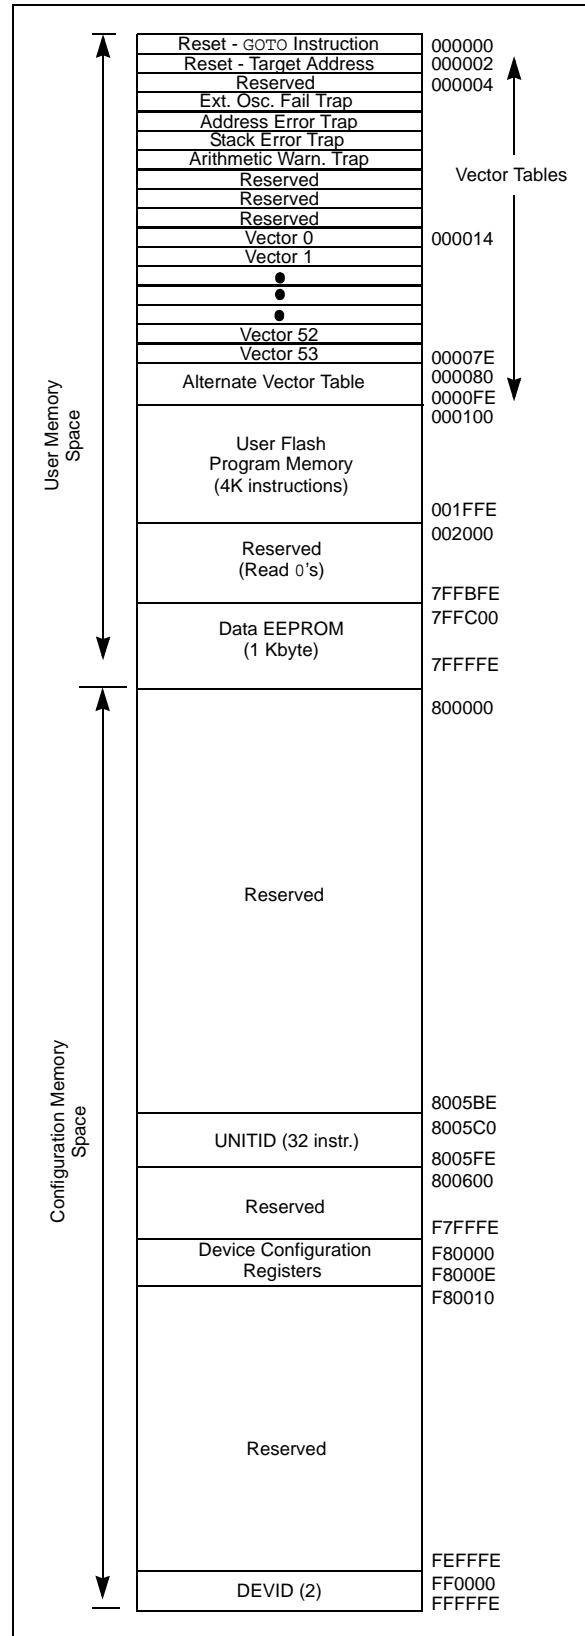 Reset - GOTO Instruction 000000
Reset - Target Address 000002
Reserved 000004
Ext. Osc. Fail Trap
Address Error Trap
Stack Error Trap
Arithmetic Warn. Trap
Vector Tables
Reserved
Reserved
Reserved
Vector 0 000014
Vector 1
Vector 52
Vector 53 00007E
Alternate Vector Table
000080
0000FE
000100
User Memory
Space
User Flash
Program Memory
(4K instructions)
001FFE
002000
Reserved
(Read 0's)
7FFBFE
7FFC00
Data EEPROM
(1 Kbyte)
7FFFFE
800000
Reserved
Configuration Memory
Space
8005BE
8005C0
UNITID (32 instr.)
8005FE
800600
Reserved
F7FFFE
Device Configuration
Registers
F80000
F8000E
F80010
Reserved
FEFFFE
FF0000
DEVID (2)
FFFFFE